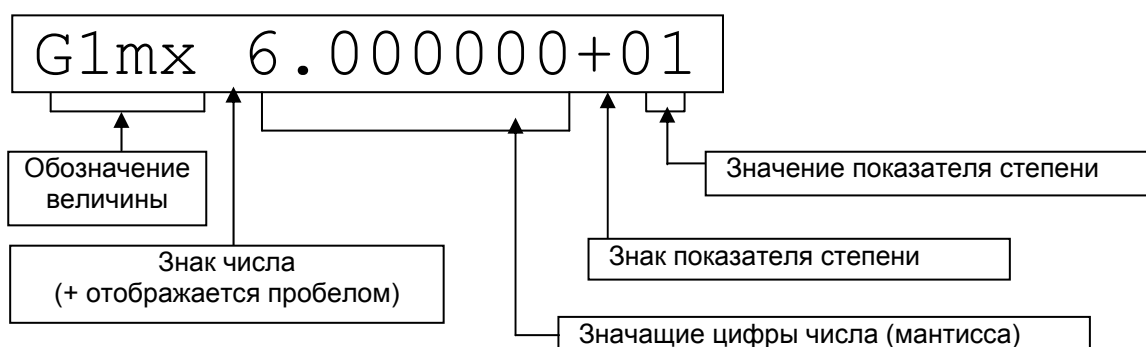 G1mx 6.000000+01
Обозначение
величины
Значение показателя степени
Знак числа
(+ отображается пробелом)
Знак показателя степени
Значащие цифры числа (мантисса)